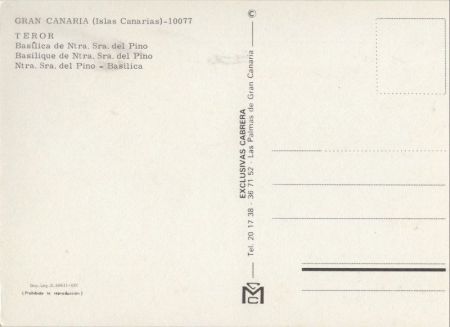 GRAN CANARIA (Islas Canarias)-10077
TEROR
Basílica de Ntra. Sra. del Pino
Basilique de Ntra. Sra. del Pino
Ntra. Sra. del Pino - Basilica
EXCLUSIVAS CABRERA
Tel. 20 17 38 - 36 71 52 - Las Palmas de Gran Canaria
©
(Prohibida la reproducción)